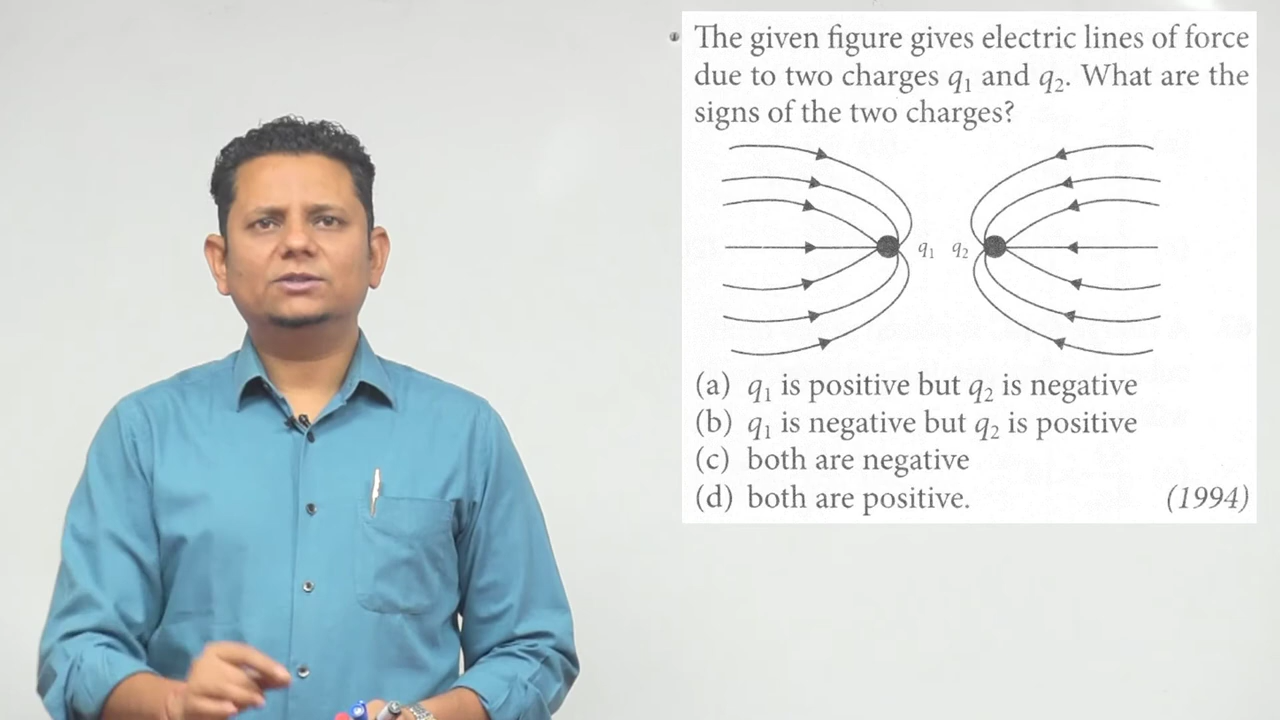 The given figure gives electric lines of force
due to two charges q₁ and q₂. What are the
signs of the two charges?
q₁ q₂
(a) q₁ is positive but q₂ is negative
(b) q₁ is negative but q₂ is positive
(c) both are negative
(d) both are positive. (1994)